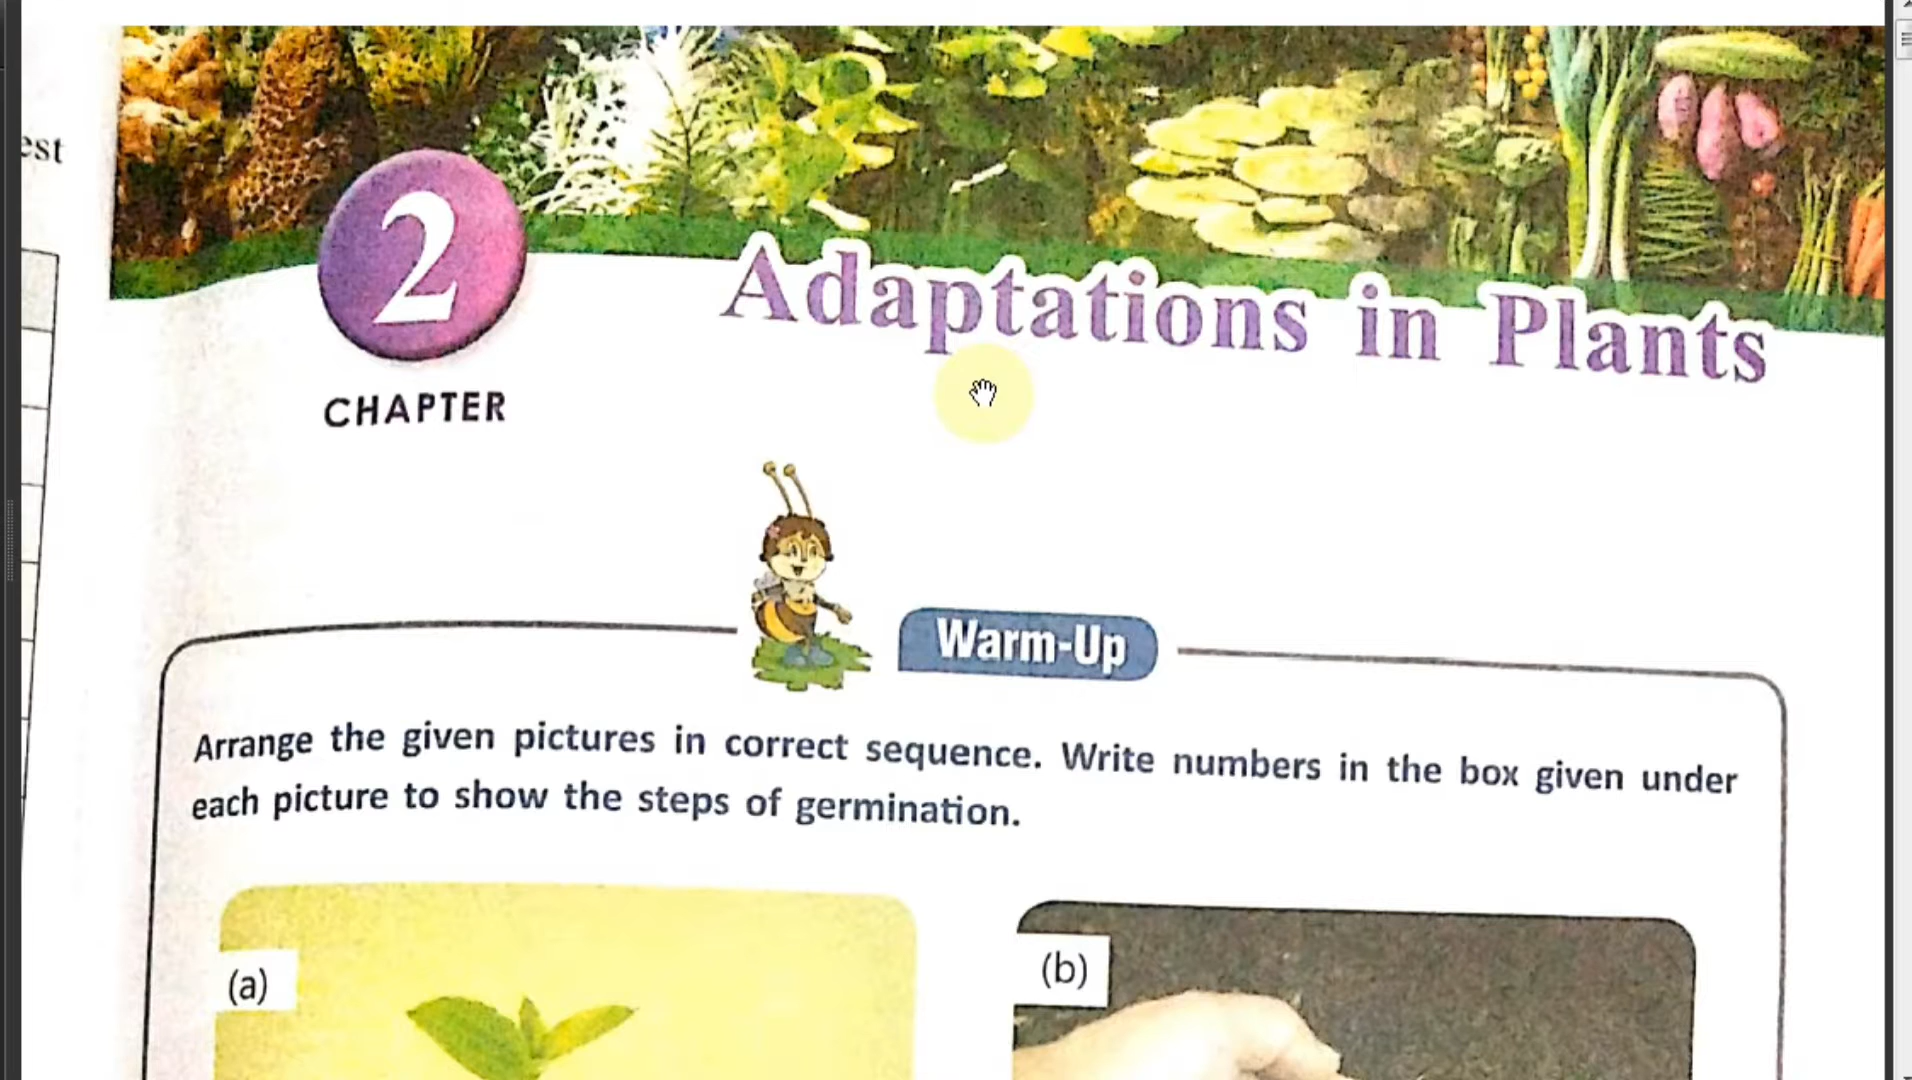 est
2
Adaptations in Plants
CHAPTER
Warm-Up
Arrange the given pictures in correct sequence. Write numbers in the box given under
each picture to show the steps of germination.
(a)
(b)